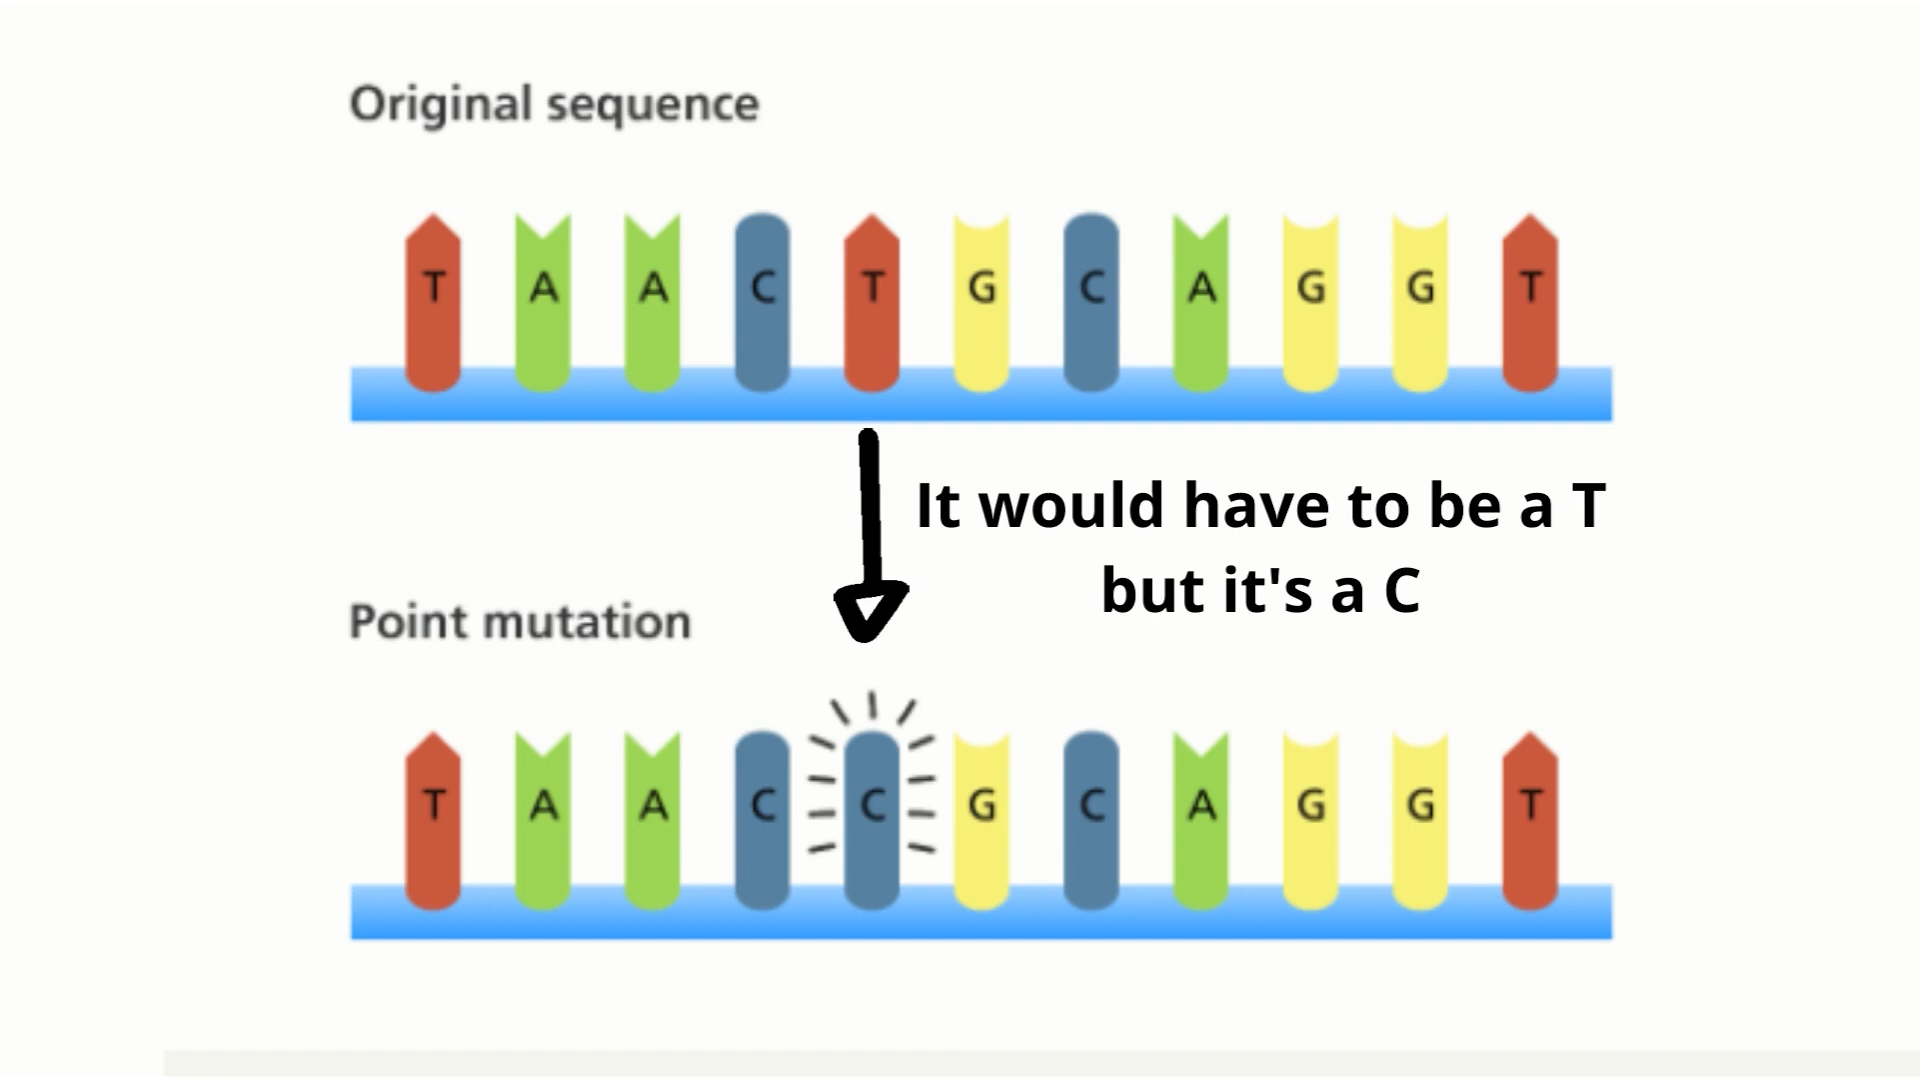 Original sequence
T A A C T G C A G G T
It would have to be a T
but it's a C
Point mutation
T A A C C G C A G G T